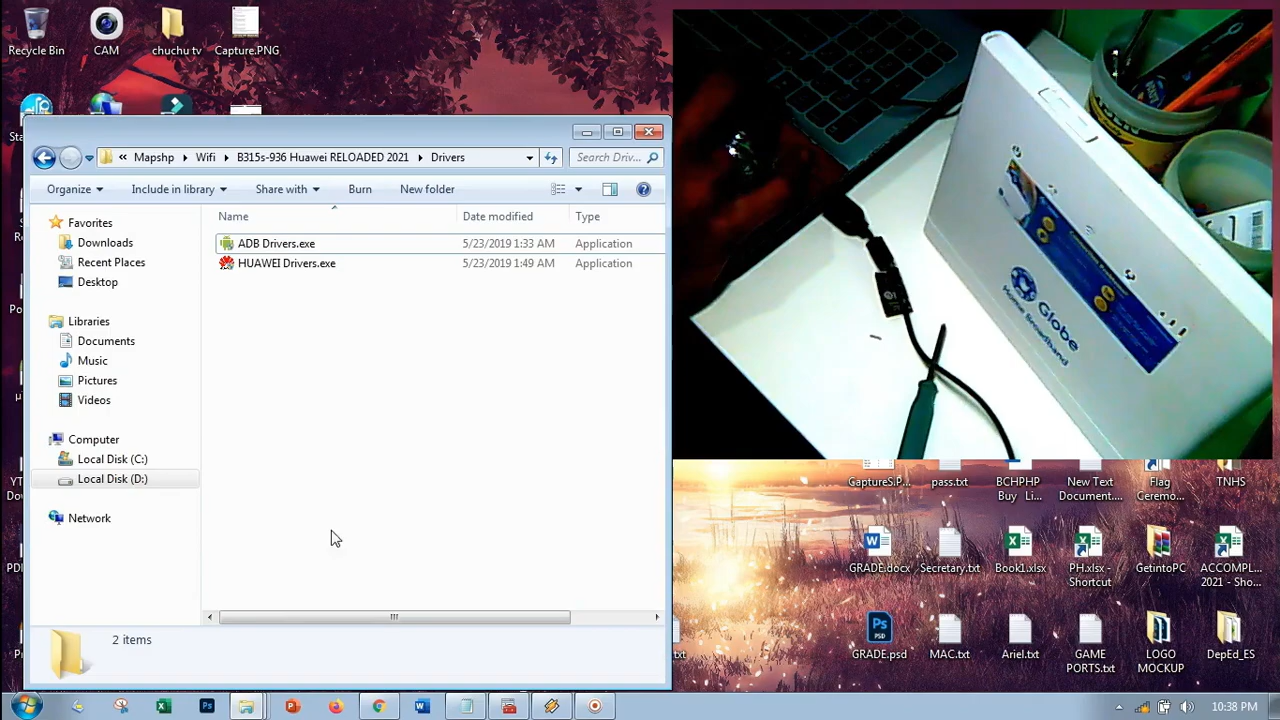 Recycle Bin
CAM
chuchu tv
Capture.PNG
« Mapshp ▸ Wifi ▸ B315s-936 Huawei RELOADED 2021 ▸ Drivers
Search Driv...
Organize
Include in library
Share with
Burn
New folder
Name
Date modified
Type
ADB Drivers.exe
5/23/2019 1:33 AM
Application
HUAWEI Drivers.exe
5/23/2019 1:49 AM
Application
Favorites
Downloads
Recent Places
Desktop
Libraries
Documents
Music
Pictures
Videos
Computer
Local Disk (C:)
Local Disk (D:)
Network
2 items
Globe
Home Broadband
pass.txt
BCHPHP
Buy Li...
New Text
Document....
Flag
Ceremo...
TNHS
GRADE.docx
Secretary.txt
Book1.xlsx
PH.xlsx -
Shortcut
GetintoPC
ACCOMPL...
2021 - Sho...
GRADE.psd
MAC.txt
Ariel.txt
GAME
PORTS.txt
LOGO
MOCKUP
DepEd_ES
10:38 PM